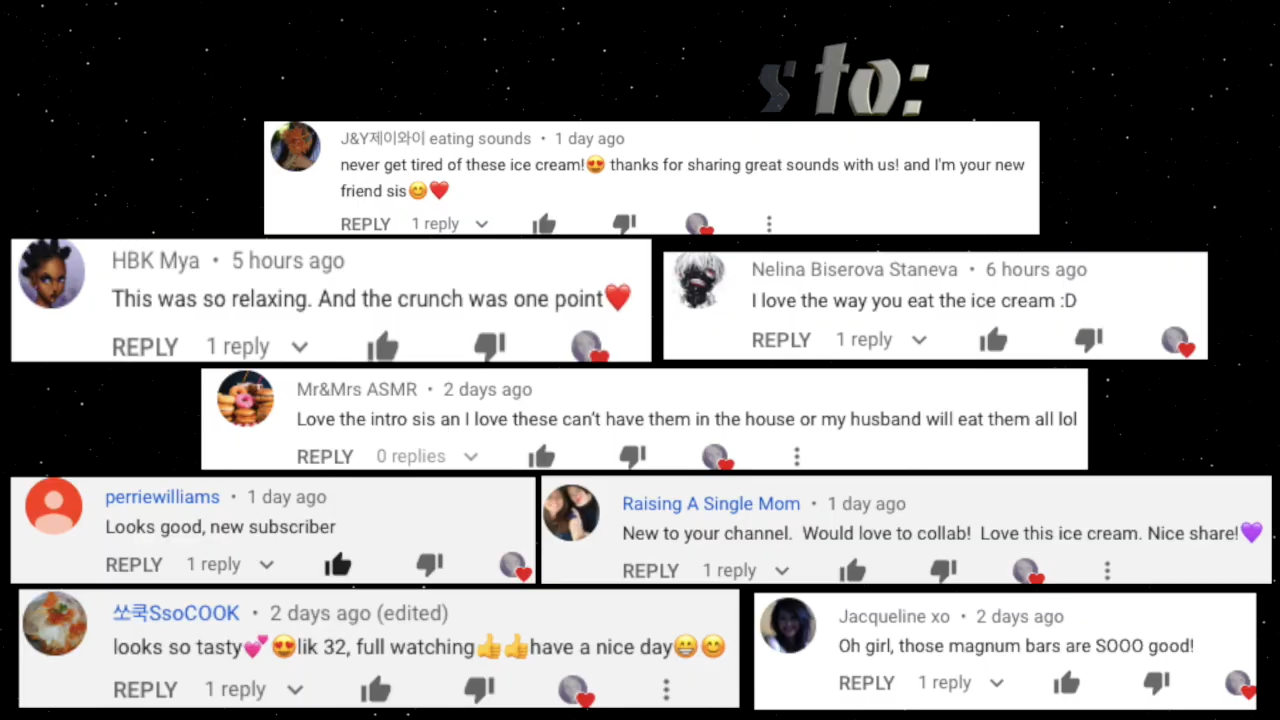 s to:
J&Y제이와이 eating sounds • 1 day ago
never get tired of these ice cream!😍 thanks for sharing great sounds with us! and I'm your new
friend sis😊❤️
REPLY 1 reply
HBK Mya • 5 hours ago
This was so relaxing. And the crunch was one point❤️
REPLY 1 reply
Nelina Biserova Staneva • 6 hours ago
I love the way you eat the ice cream :D
REPLY 1 reply
Mr&Mrs ASMR • 2 days ago
Love the intro sis an I love these can't have them in the house or my husband will eat them all lol
REPLY 0 replies
perriewilliams • 1 day ago
Looks good, new subscriber
REPLY 1 reply
Raising A Single Mom • 1 day ago
New to your channel. Would love to collab! Love this ice cream. Nice share!💜
REPLY 1 reply
쏘쿡SsoCOOK • 2 days ago (edited)
looks so tasty💕😍lik 32, full watching👍👍have a nice day😁😊
REPLY 1 reply
Jacqueline xo • 2 days ago
Oh girl, those magnum bars are SOOO good!
REPLY 1 reply